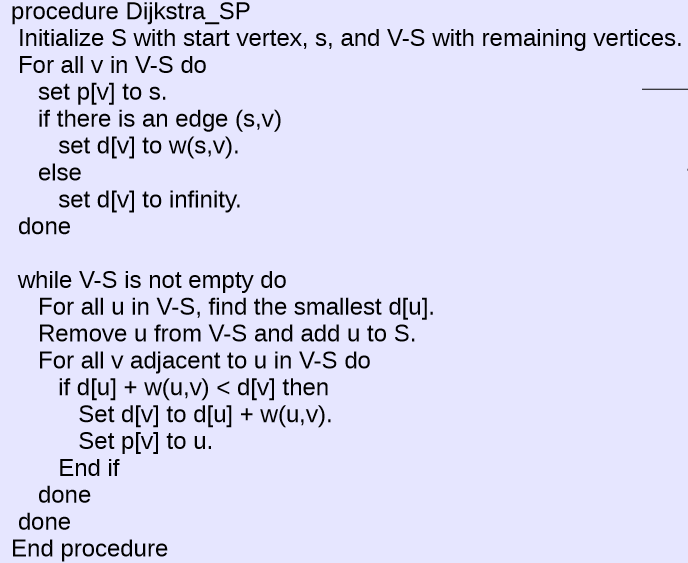 procedure Dijkstra_SP
Initialize S with start vertex, s, and V-S with remaining vertices.
For all v in V-S do
set p[v] to s.
if there is an edge (s,v)
set d[v] to w(s,v).
else
set d[v] to infinity.
done
while V-S is not empty do
For all u in V-S, find the smallest d[u].
Remove u from V-S and add u to S.
For all v adjacent to u in V-S do
if d[u] + w(u,v) < d[v] then
Set d[v] to d[u] + w(u,v).
Set p[v] to u.
End if
done
done
End procedure